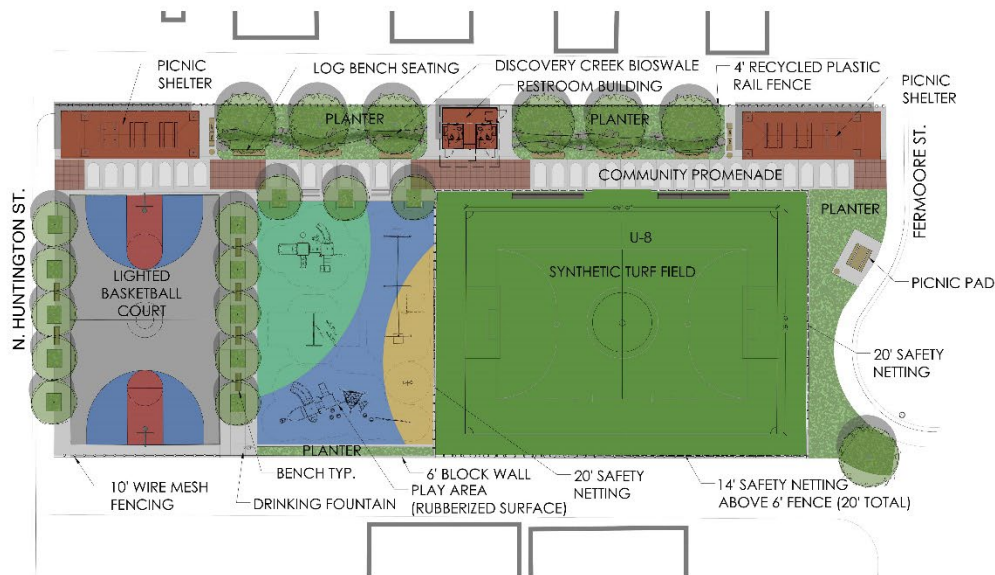 PICNIC
SHELTER
LOG BENCH SEATING
DISCOVERY CREEK BIOSWALE
RESTROOM BUILDING
4' RECYCLED PLASTIC
RAIL FENCE
PICNIC
SHELTER
PLANTER
PLANTER
COMMUNITY PROMENADE
FERMOORE ST.
PLANTER
U-8
SYNTHETIC TURF FIELD
LIGHTED
BASKETBALL
COURT
N. HUNTINGTON ST.
PICNIC PAD
20' SAFETY
NETTING
PLANTER
10' WIRE MESH
FENCING
BENCH TYP.
DRINKING FOUNTAIN
6' BLOCK WALL
PLAY AREA
(RUBBERIZED SURFACE)
20' SAFETY
NETTING
14' SAFETY NETTING
ABOVE 6' FENCE (20' TOTAL)